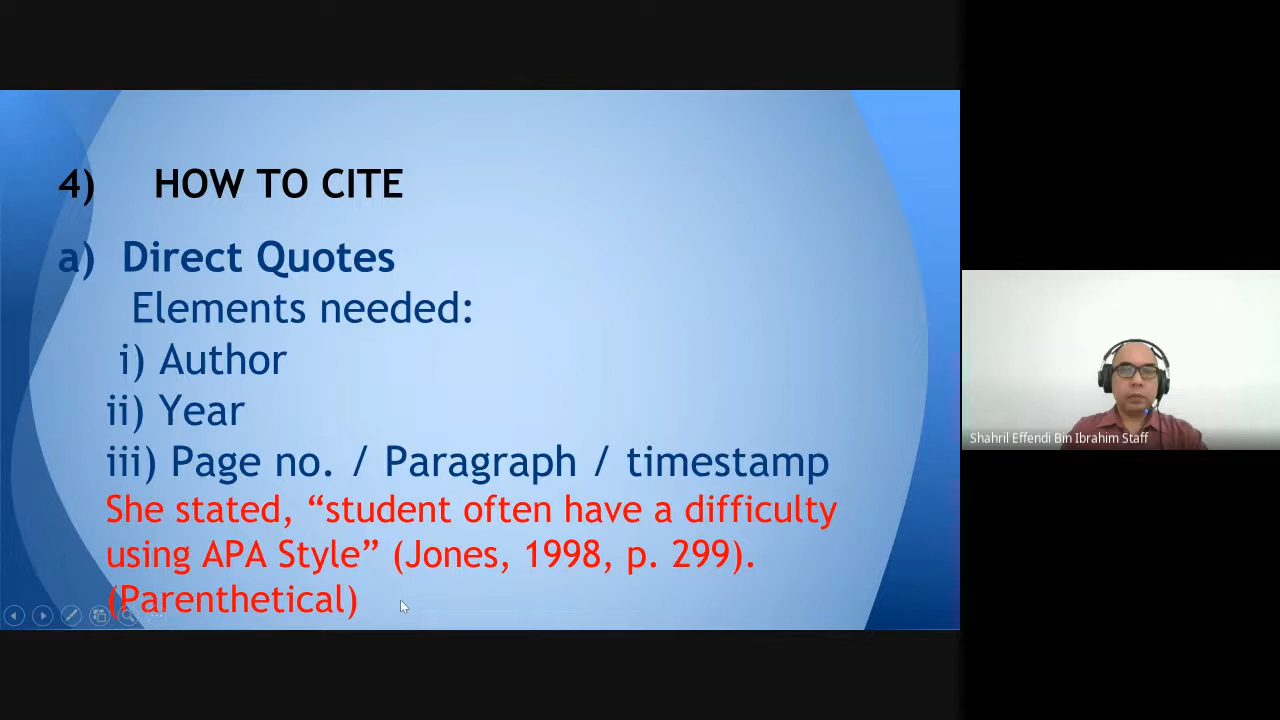 4) HOW TO CITE
a) Direct Quotes
Elements needed:
i) Author
ii) Year
iii) Page no. / Paragraph / timestamp
She stated, “student often have a difficulty
using APA Style” (Jones, 1998, p. 299).
(Parenthetical)
Shahril Effendi Bin Ibrahim Staff